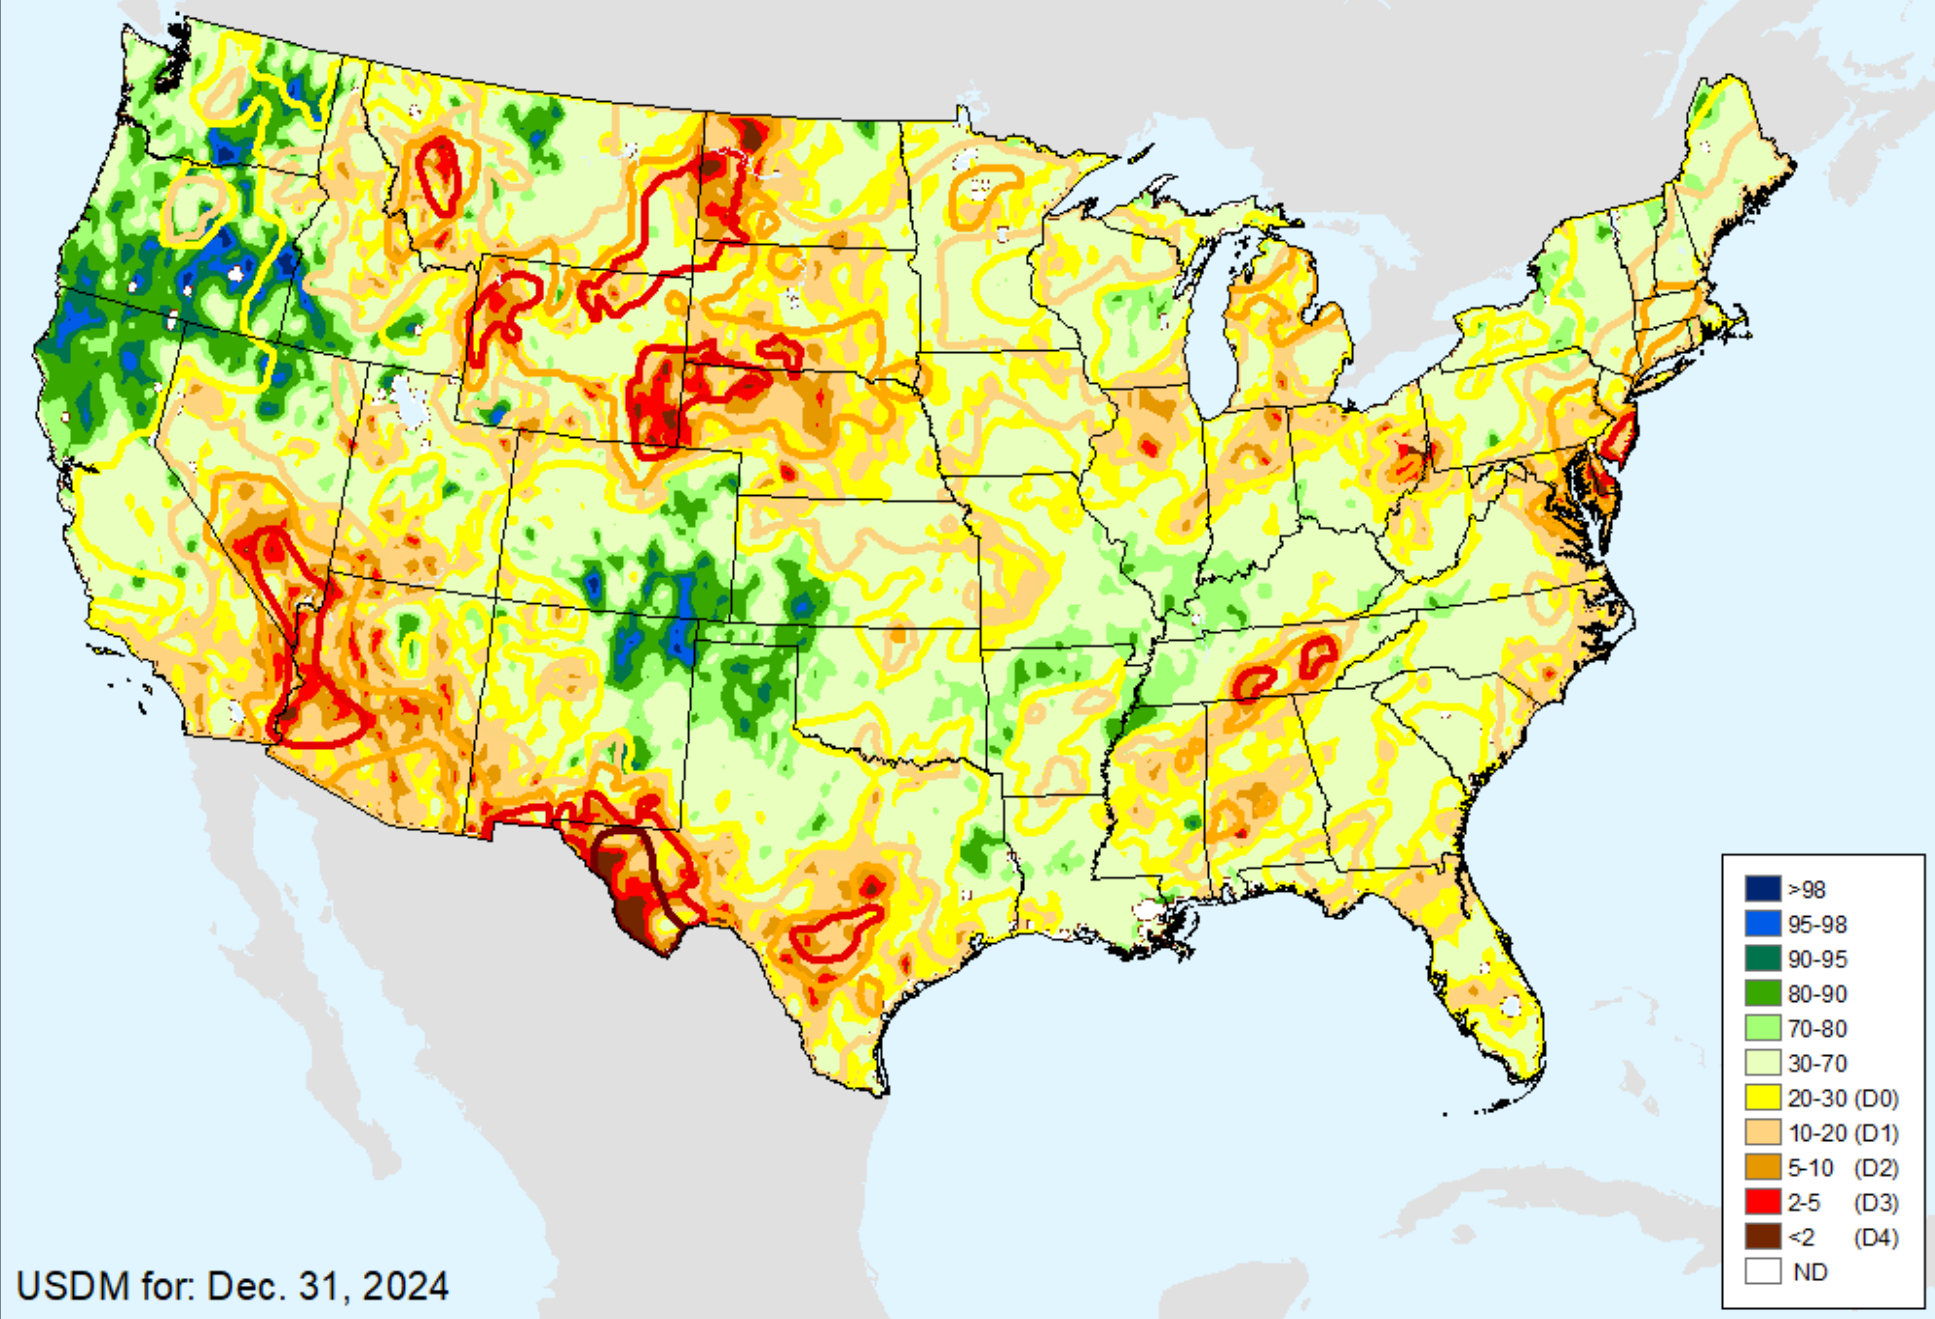 >98
95-98
90-95
80-90
70-80
30-70
20-30 (D0)
10-20 (D1)
5-10 (D2)
2-5 (D3)
<2 (D4)
ND
USDM for: Dec. 31, 2024